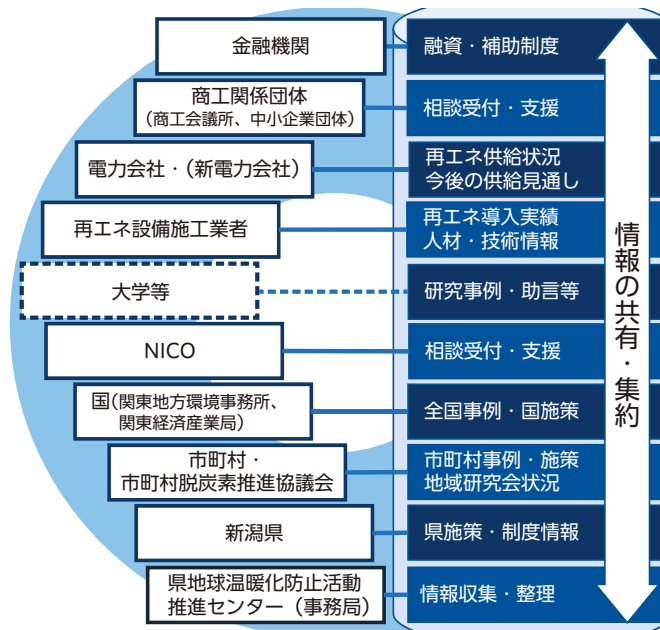 金融機関
融資・補助制度
商工関係団体
（商工会議所、中小企業団体）
相談受付・支援
電力会社・（新電力会社）
再エネ供給状況
今後の供給見通し
再エネ設備施工業者
再エネ導入実績
人材・技術情報
大学等
研究事例・助言等
NICO
相談受付・支援
国（関東地方環境事務所、
関東経済産業局）
全国事例・国施策
市町村・
市町村脱炭素推進協議会
市町村事例・施策
地域研究会状況
新潟県
県施策・制度情報
県地球温暖化防止活動
推進センター（事務局）
情報収集・整理
情報の共有・集約